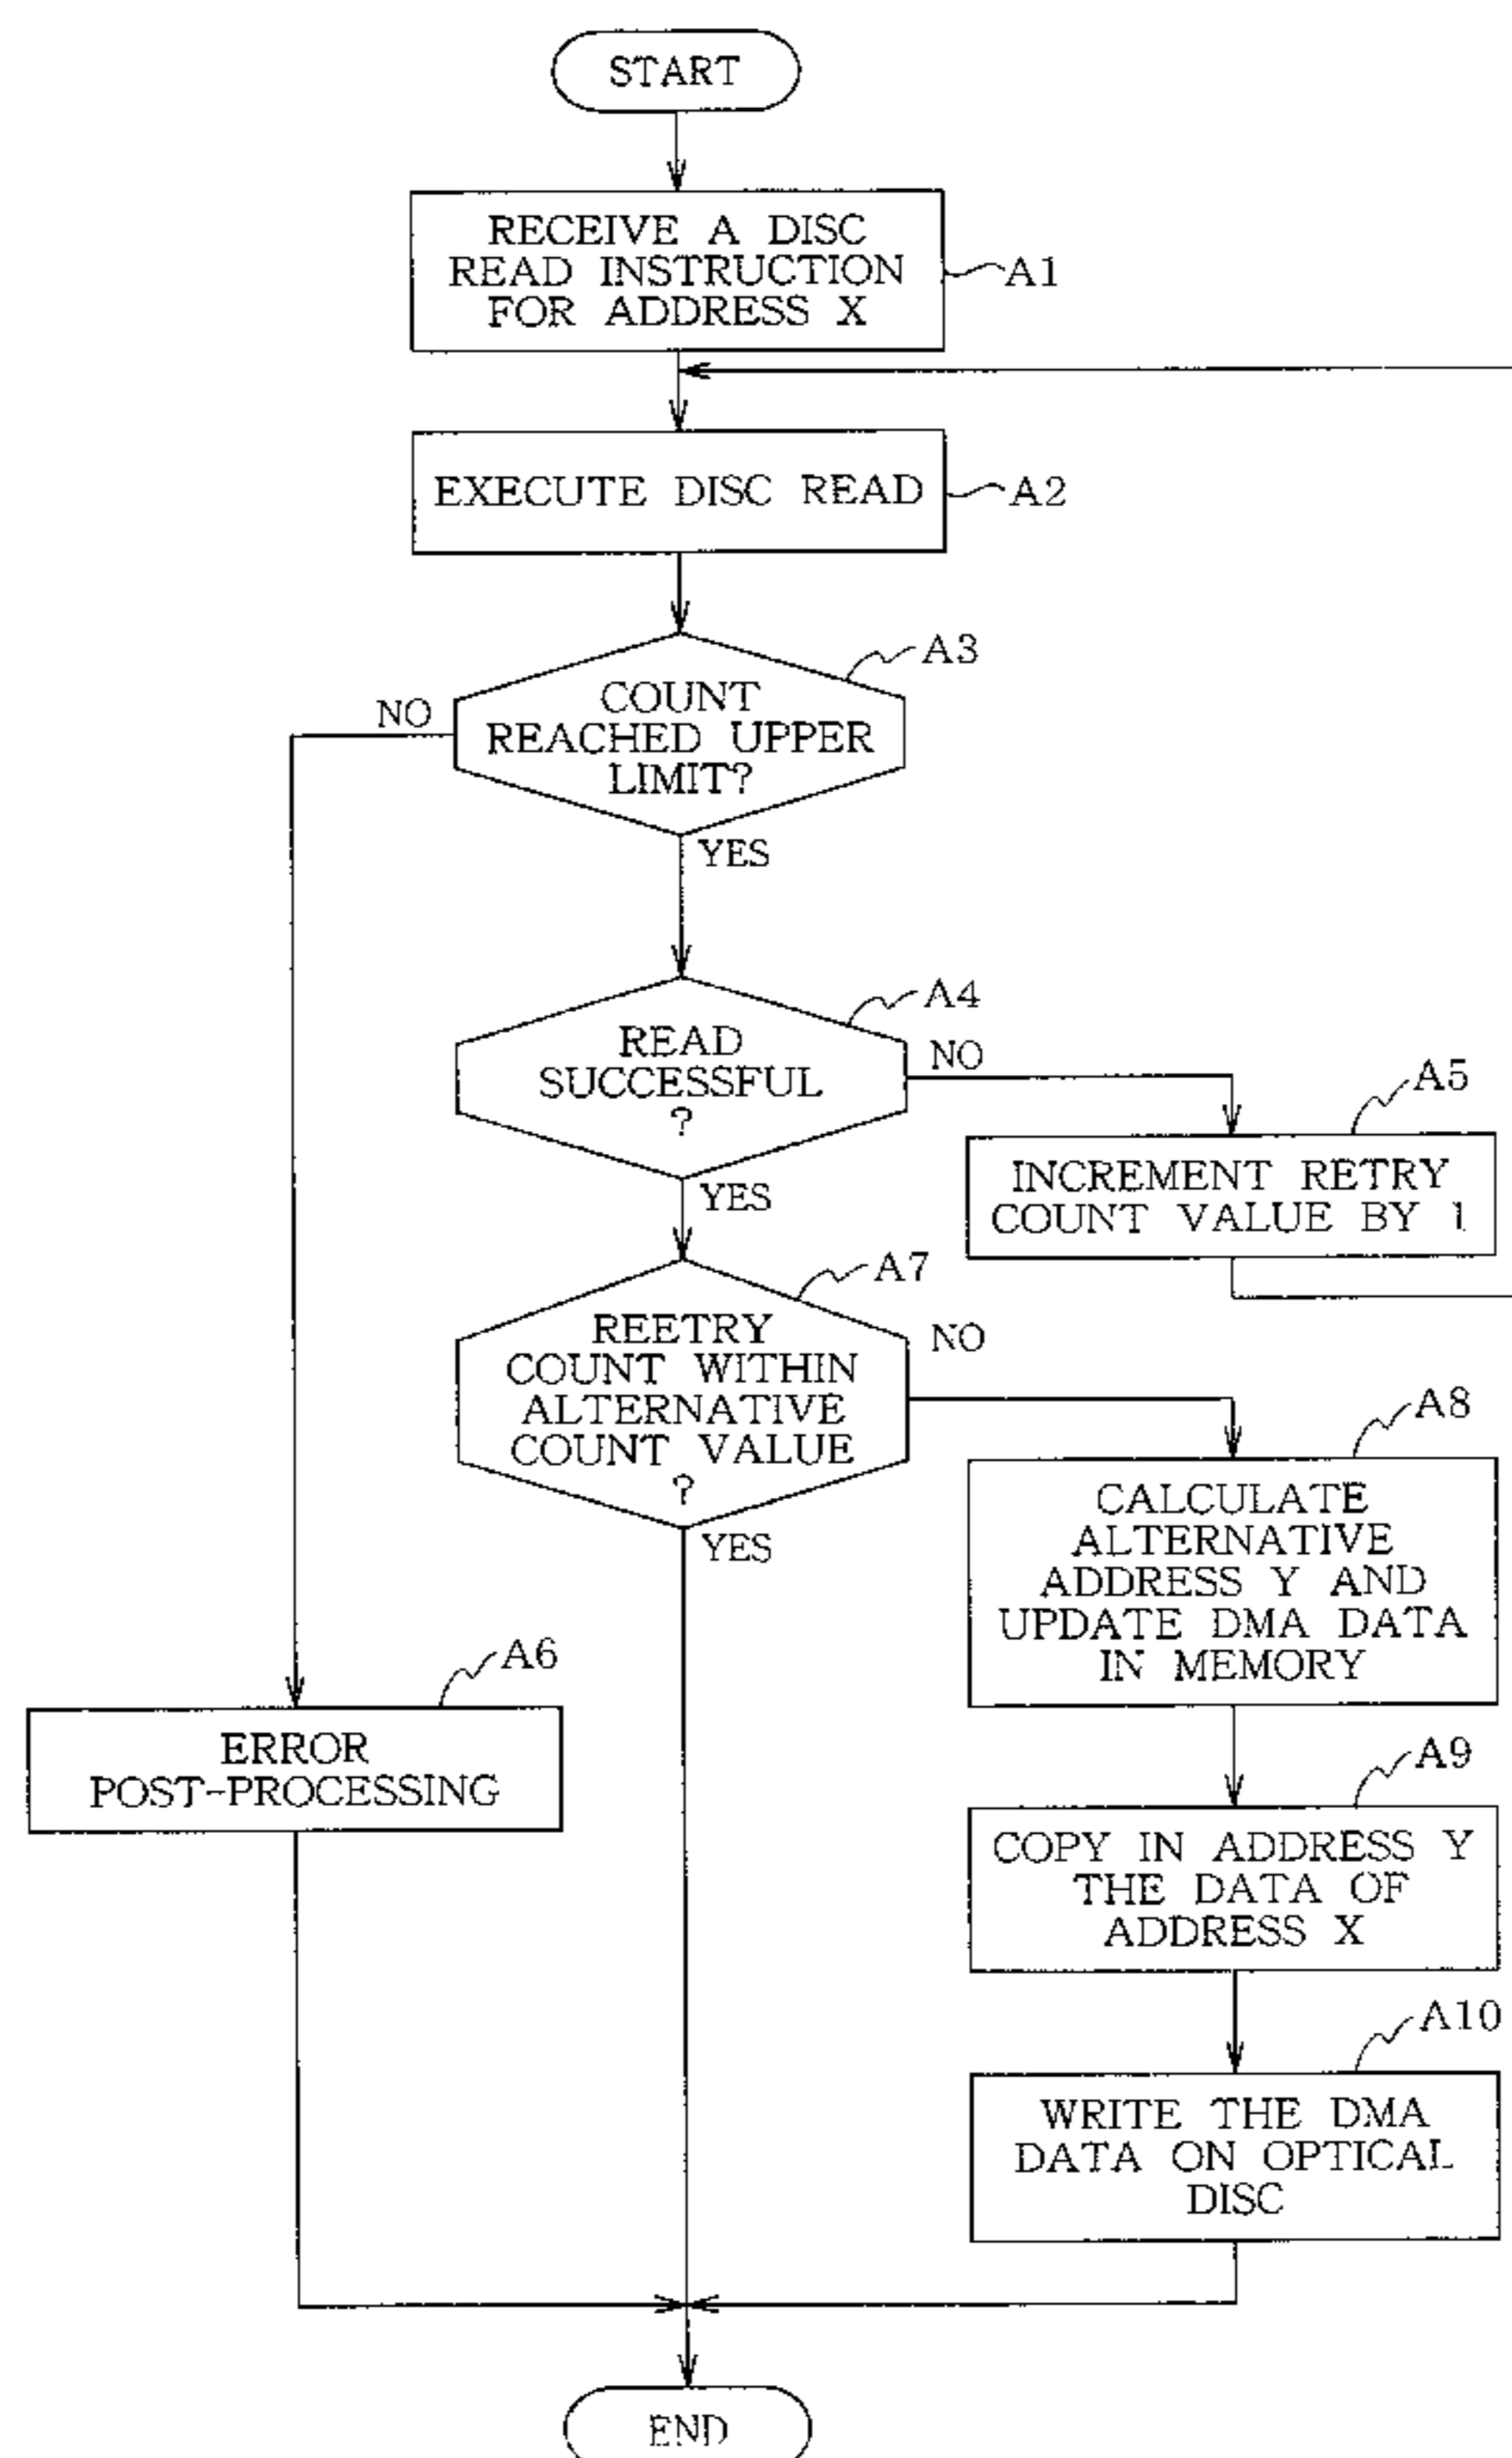 START
RECEIVE A DISC
READ INSTRUCTION
FOR ADDRESS X
A1
EXECUTE DISC READ
A2
A3
COUNT
REACHED UPPER
LIMIT?
NO
YES
A4
READ
SUCCESSFUL
?
NO
YES
A5
INCREMENT RETRY
COUNT VALUE BY 1
A7
REETRY
COUNT WITHIN
ALTERNATIVE
COUNT VALUE
?
NO
YES
A8
CALCULATE
ALTERNATIVE
ADDRESS Y AND
UPDATE DMA DATA
IN MEMORY
A6
ERROR
POST-PROCESSING
A9
COPY IN ADDRESS Y
THE DATA OF
ADDRESS X
A10
WRITE THE DMA
DATA ON OPTICAL
DISC
END